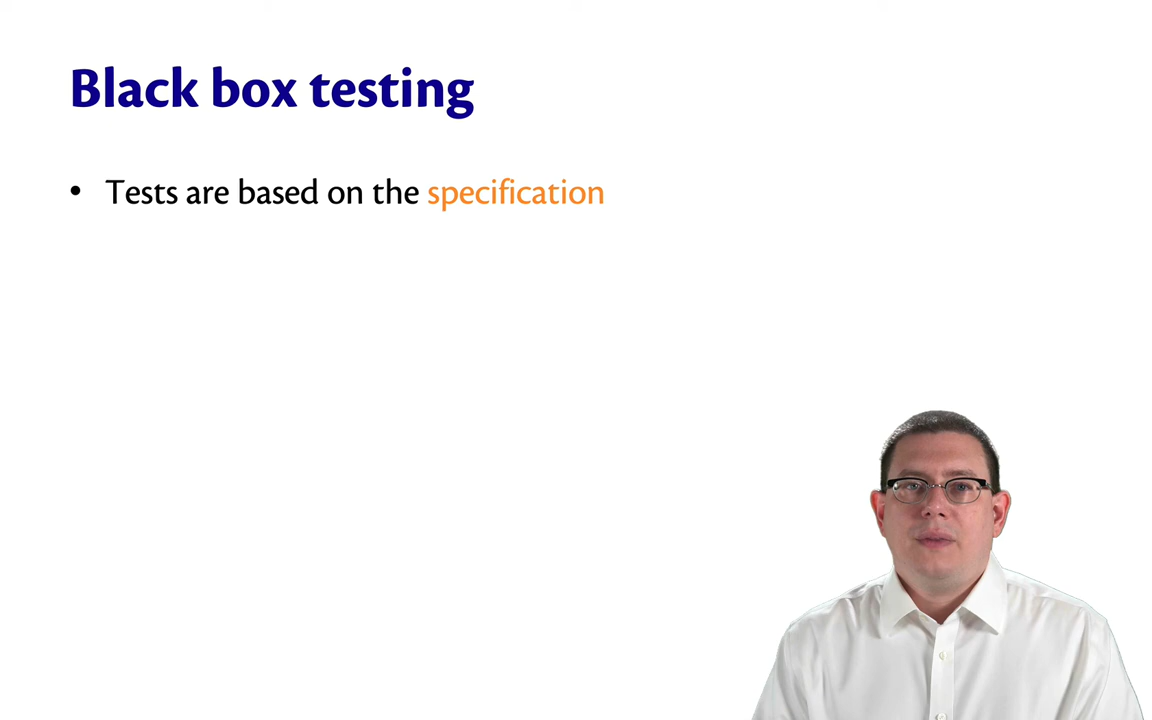 Black box testing
• Tests are based on the specification